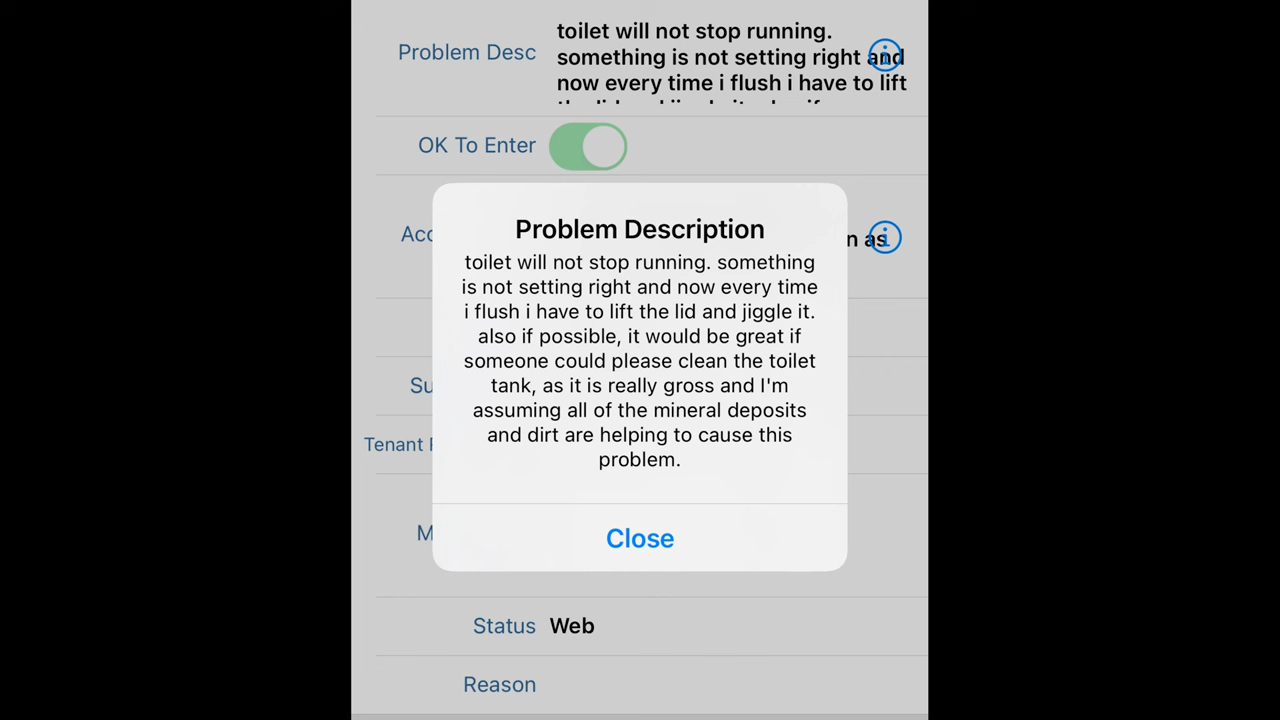 toilet will not stop running.
Problem Desc
something is not setting right and
now every time i flush i have to lift
OK To Enter
n as
Problem Description
toilet will not stop running. something
is not setting right and now every time
i flush i have to lift the lid and jiggle it.
also if possible, it would be great if
someone could please clean the toilet
tank, as it is really gross and I'm
assuming all of the mineral deposits
and dirt are helping to cause this
problem.
Close
Acc
Su
Tenant
M
Status Web
Reason